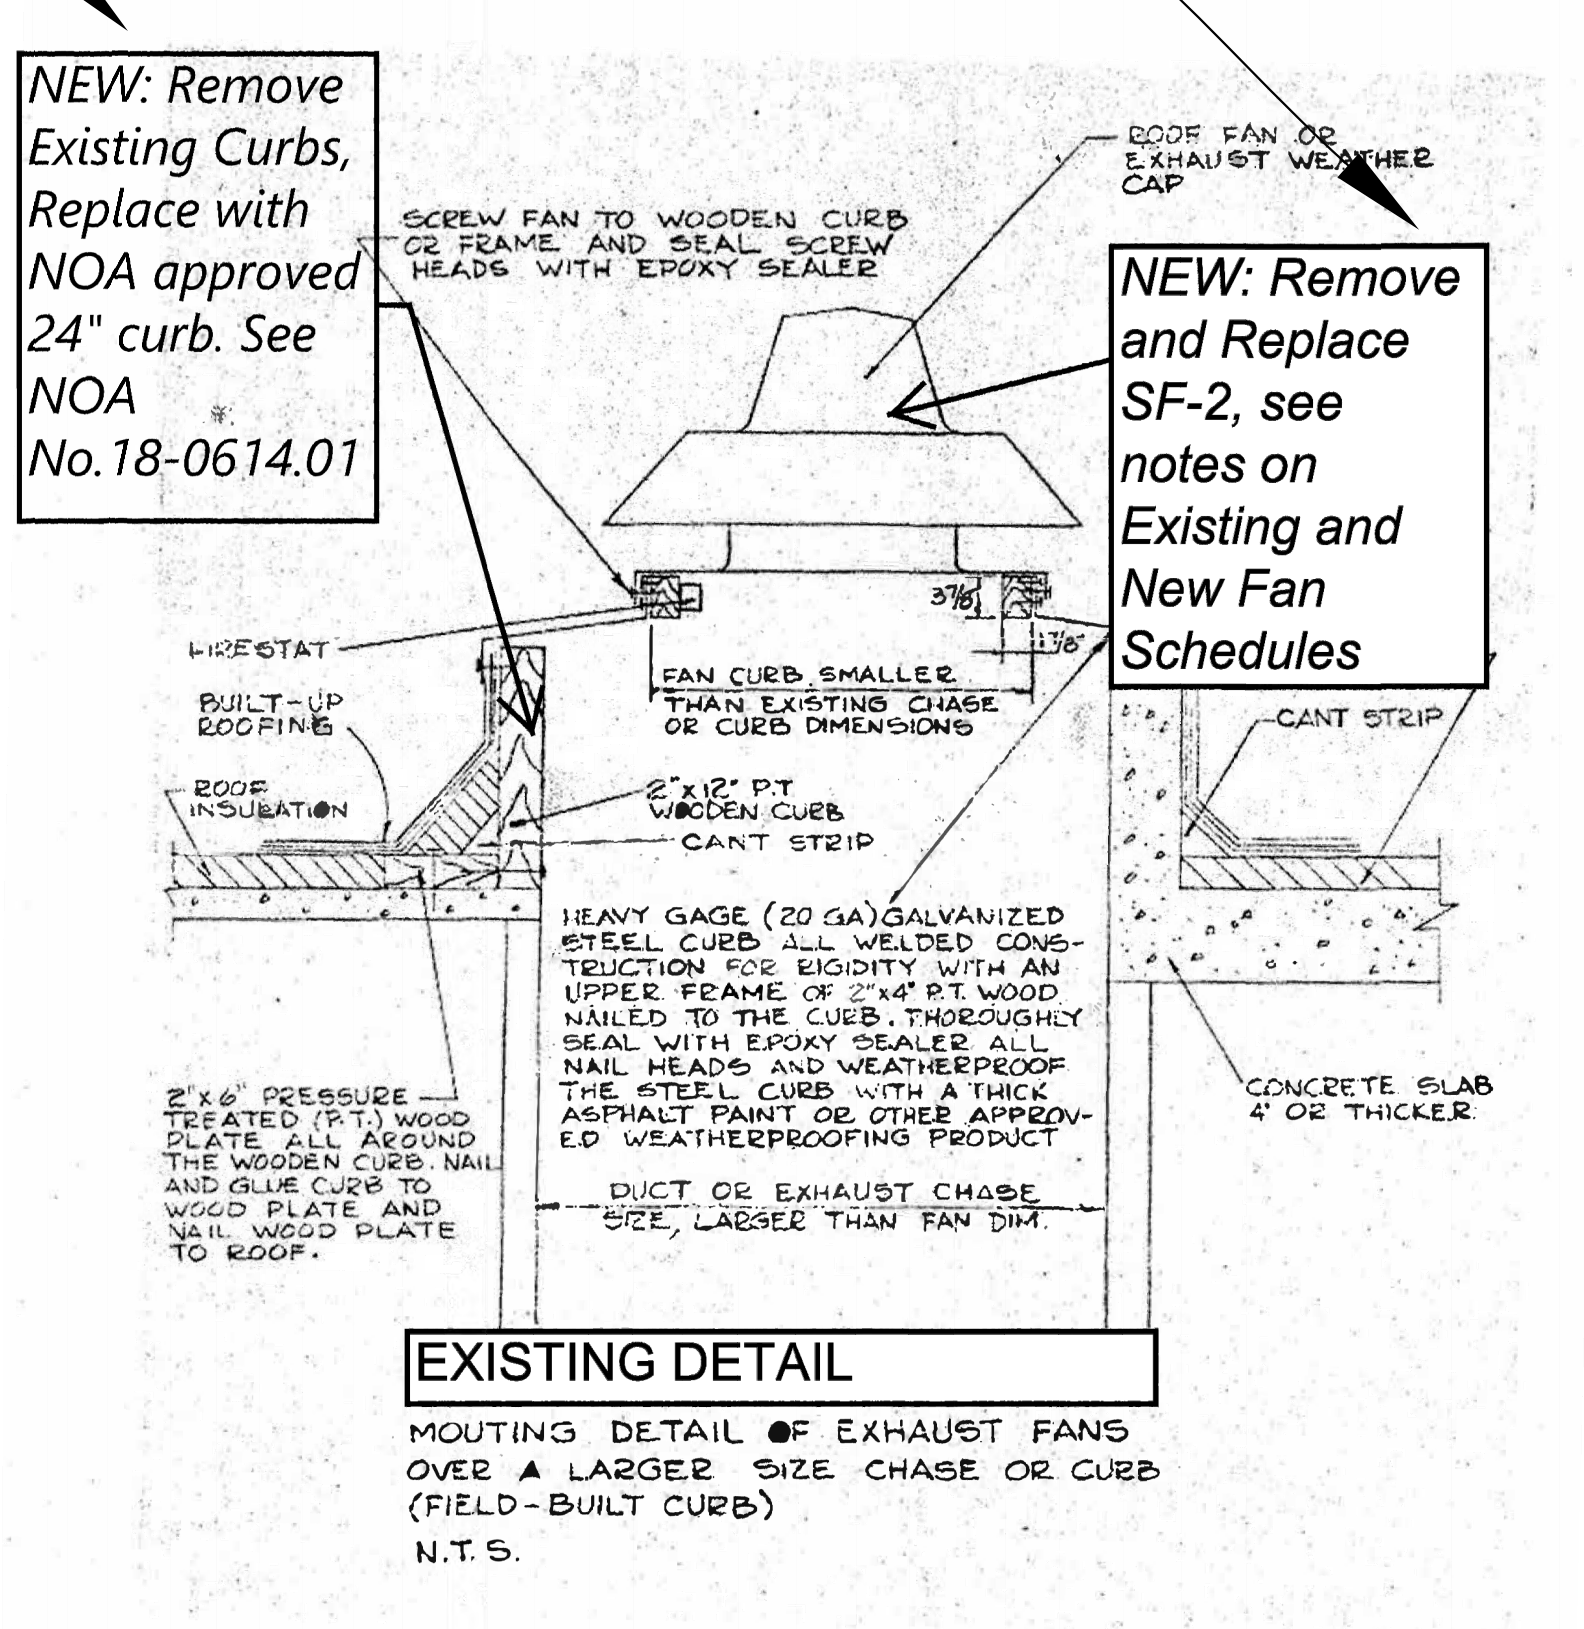 NEW: Remove
Existing Curbs,
Replace with
NOA approved
24" curb. See
NOA
No.18-0614.01
SCREW FAN TO WOODEN CURB
OR FRAME AND SEAL SCREW
HEADS WITH EPOXY SEALER
ROOF FAN OR
EXHAUST WEATHER
CAP
NEW: Remove
and Replace
SF-2, see
notes on
Existing and
New Fan
Schedules
3 7/8"
1 7/8"
FIRESTAT
FAN CURB SMALLER
THAN EXISTING CHASE
OR CURB DIMENSIONS
BUILT-UP
ROOFING
CANT STRIP
ROOF
INSULATION
2"x12" P.T
WOODEN CURB
CANT STRIP
HEAVY GAGE (20 GA) GALVANIZED
STEEL CURB ALL WELDED CONS-
TRUCTION FOR RIGIDITY WITH AN
UPPER FRAME OF 2"x4" P.T. WOOD
NAILED TO THE CURB. THOROUGHLY
SEAL WITH EPOXY SEALER ALL
NAIL HEADS AND WEATHERPROOF
THE STEEL CURB WITH A THICK
ASPHALT PAINT OR OTHER APPROV-
ED WEATHERPROOFING PRODUCT
2"x6" PRESSURE
TREATED (P.T.) WOOD
PLATE ALL AROUND
THE WOODEN CURB. NAIL
AND GLUE CURB TO
WOOD PLATE AND
NAIL WOOD PLATE
TO ROOF.
CONCRETE SLAB
4" OR THICKER.
DUCT OR EXHAUST CHASE
SIZE, LARGER THAN FAN DIM.
EXISTING DETAIL
MOUTING DETAIL OF EXHAUST FANS
OVER A LARGER SIZE CHASE OR CURB
(FIELD-BUILT CURB)
N.T.S.